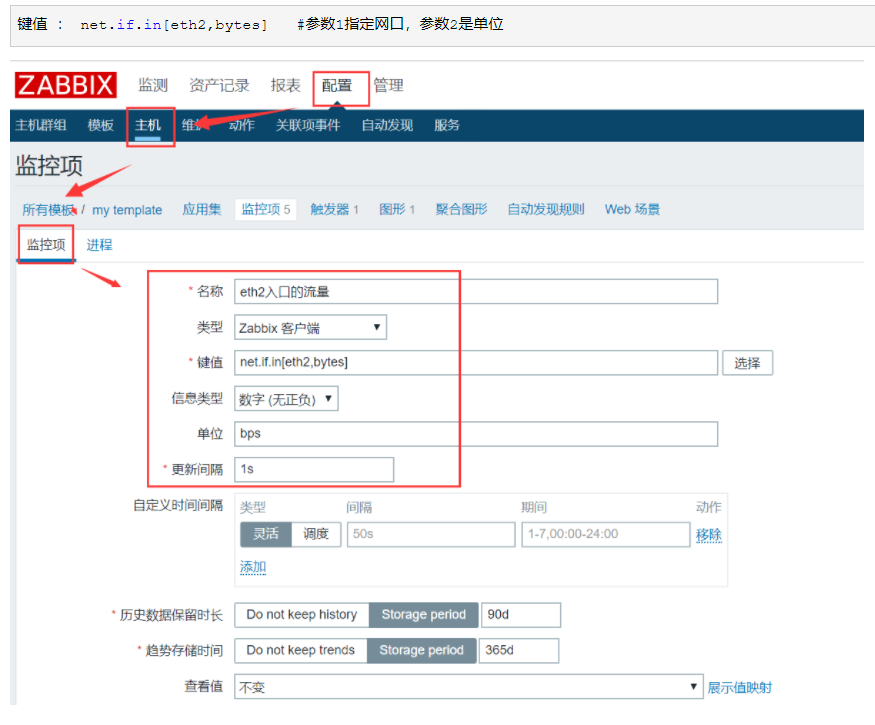 键值 : net.if.in[eth2,bytes] #参数1指定网口，参数2是单位
ZABBIX 监测 资产记录 报表 配置 管理
主机群组 模板 主机 维护 动作 关联项事件 自动发现 服务
监控项
所有模板 / my template 应用集 监控项 5 触发器 1 图形 1 聚合图形 自动发现规则 Web 场景
监控项 进程
* 名称 eth2入口的流量
类型 Zabbix 客户端
* 键值 net.if.in[eth2,bytes] 选择
信息类型 数字 (无正负)
单位 bps
* 更新间隔 1s
自定义时间间隔 类型 间隔 期间 动作
灵活 调度 50s 1-7,00:00-24:00 移除
添加
* 历史数据保留时长 Do not keep history Storage period 90d
* 趋势存储时间 Do not keep trends Storage period 365d
查看值 不变 展示值映射